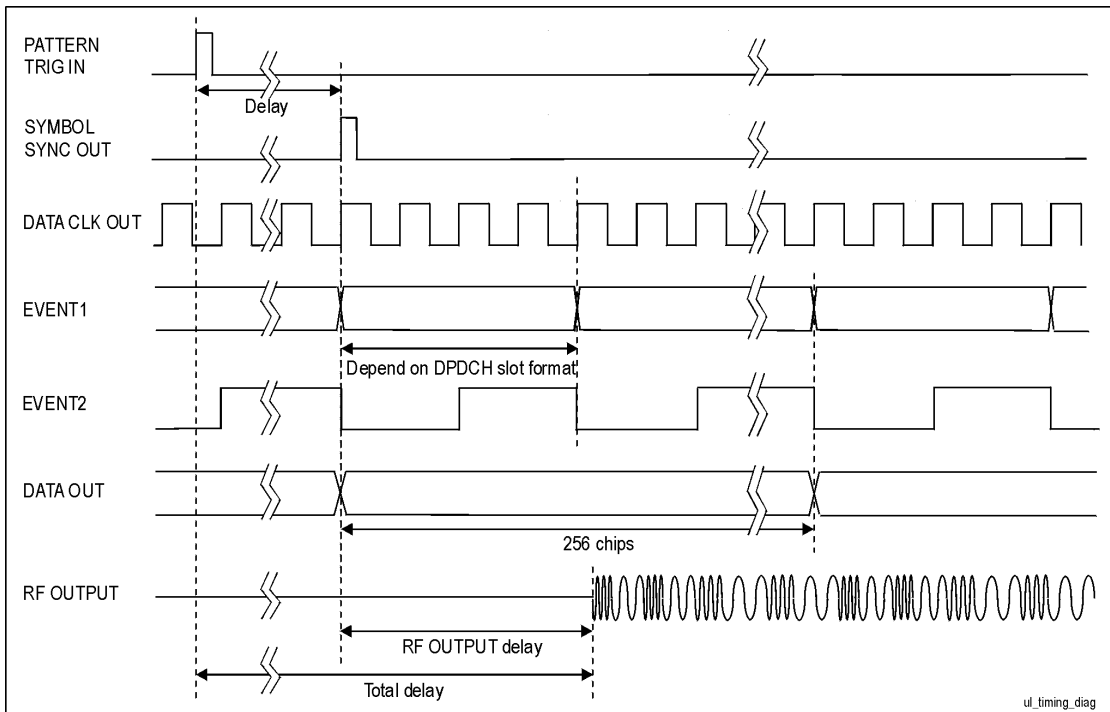 PATTERN
TRIG IN
Delay
SYMBOL
SYNC OUT
DATA CLK OUT
EVENT1
Depend on DPDCH slot format
EVENT2
DATA OUT
256 chips
RF OUTPUT
RF OUTPUT delay
Total delay
ul_timing_diag